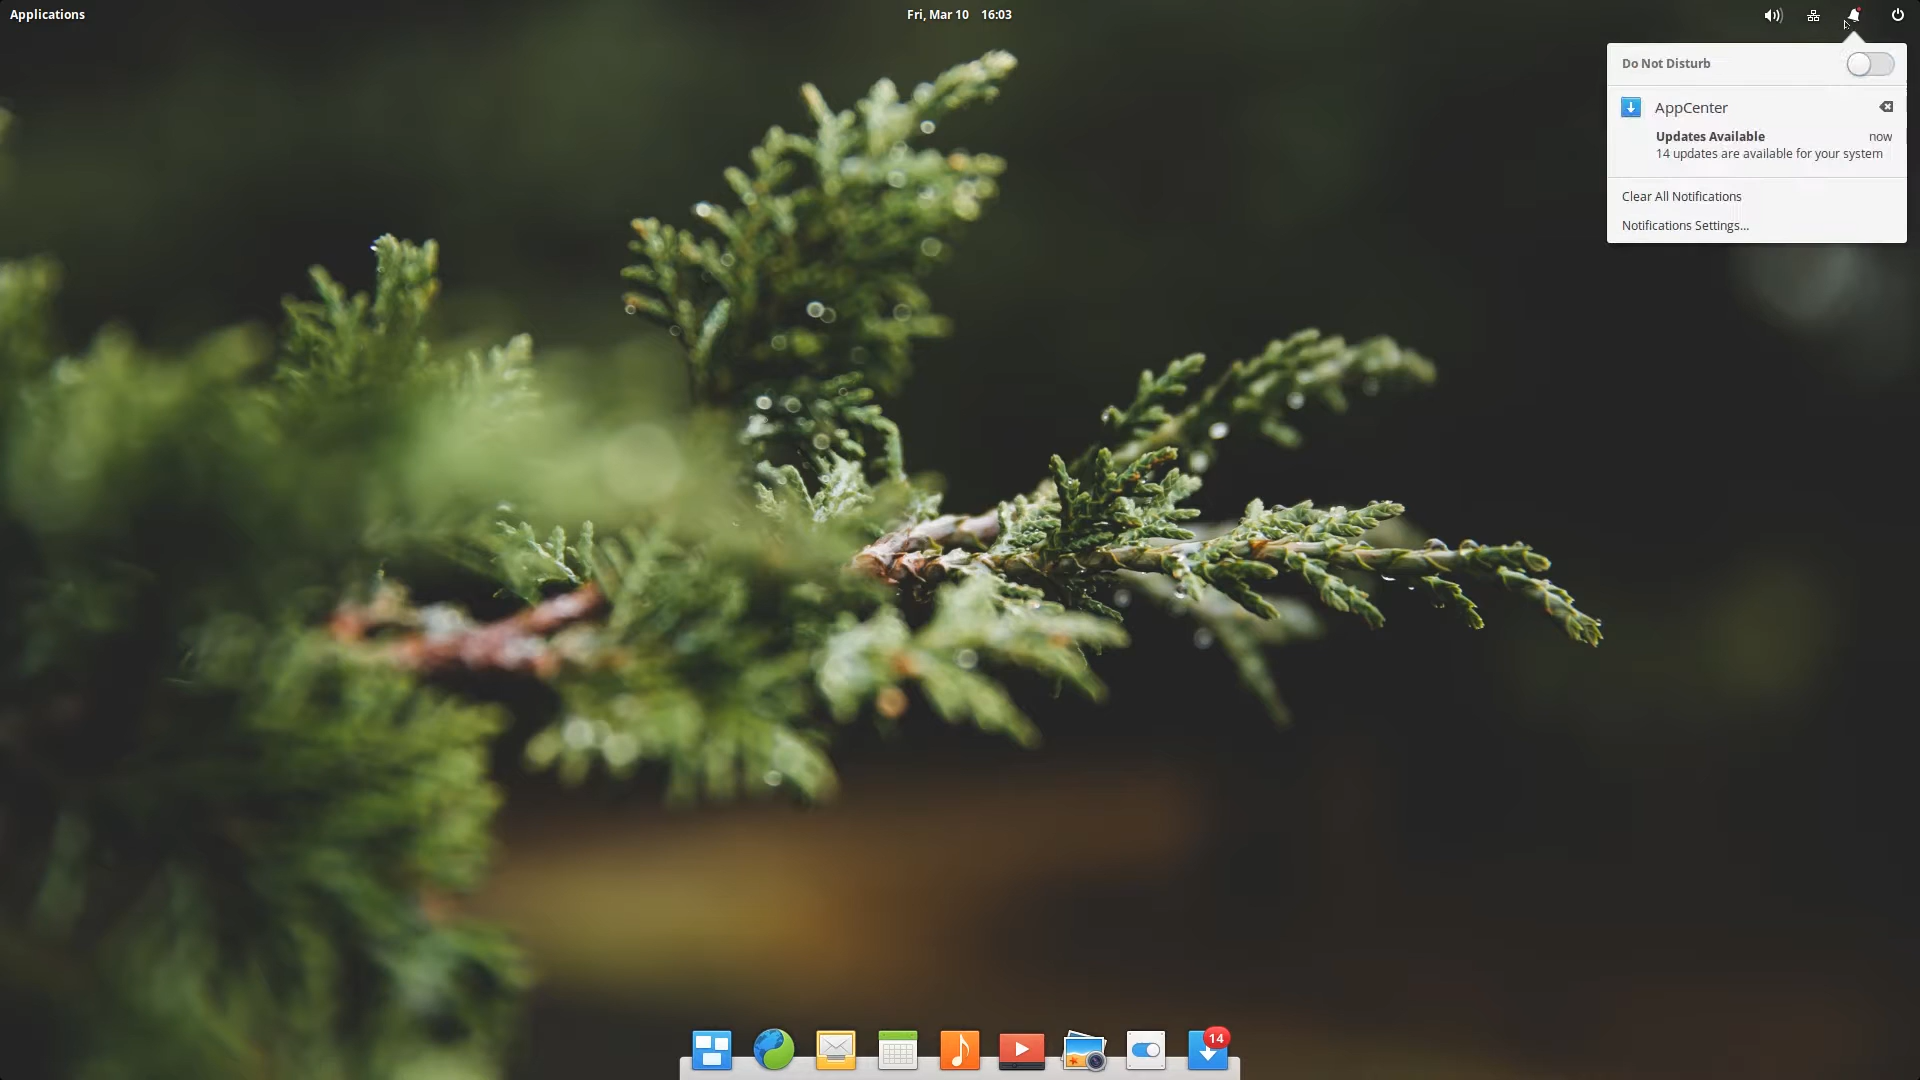 Applications
Fri, Mar 10 16:03
Do Not Disturb
AppCenter
Updates Available now
14 updates are available for your system
Clear All Notifications
Notifications Settings...
14